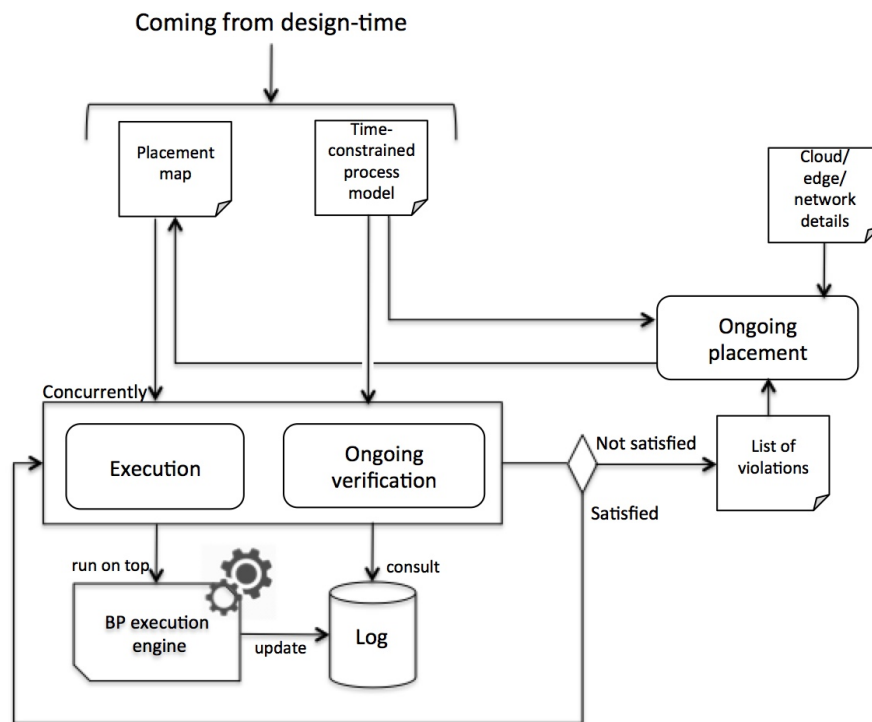 Coming from design-time
Placement
map
Time-
constrained
process
model
Cloud/
edge/
network
details
Ongoing
placement
Concurrently
Execution
Ongoing
verification
Not satisfied
List of
violations
Satisfied
run on top
consult
BP execution
engine
update
Log